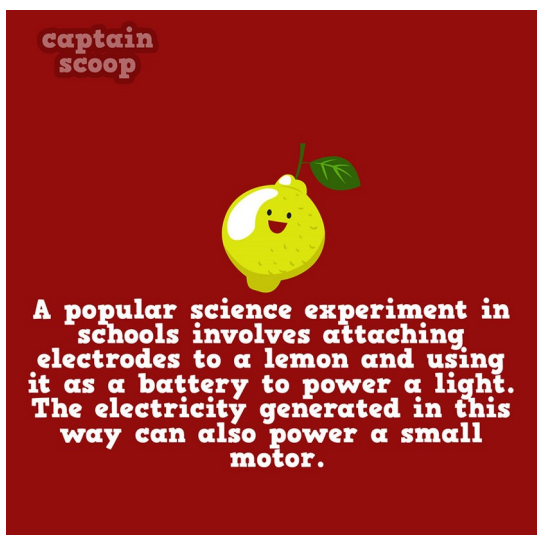 captain
scoop
A popular science experiment in
schools involves attaching
electrodes to a lemon and using
it as a battery to power a light.
The electricity generated in this
way can also power a small
motor.